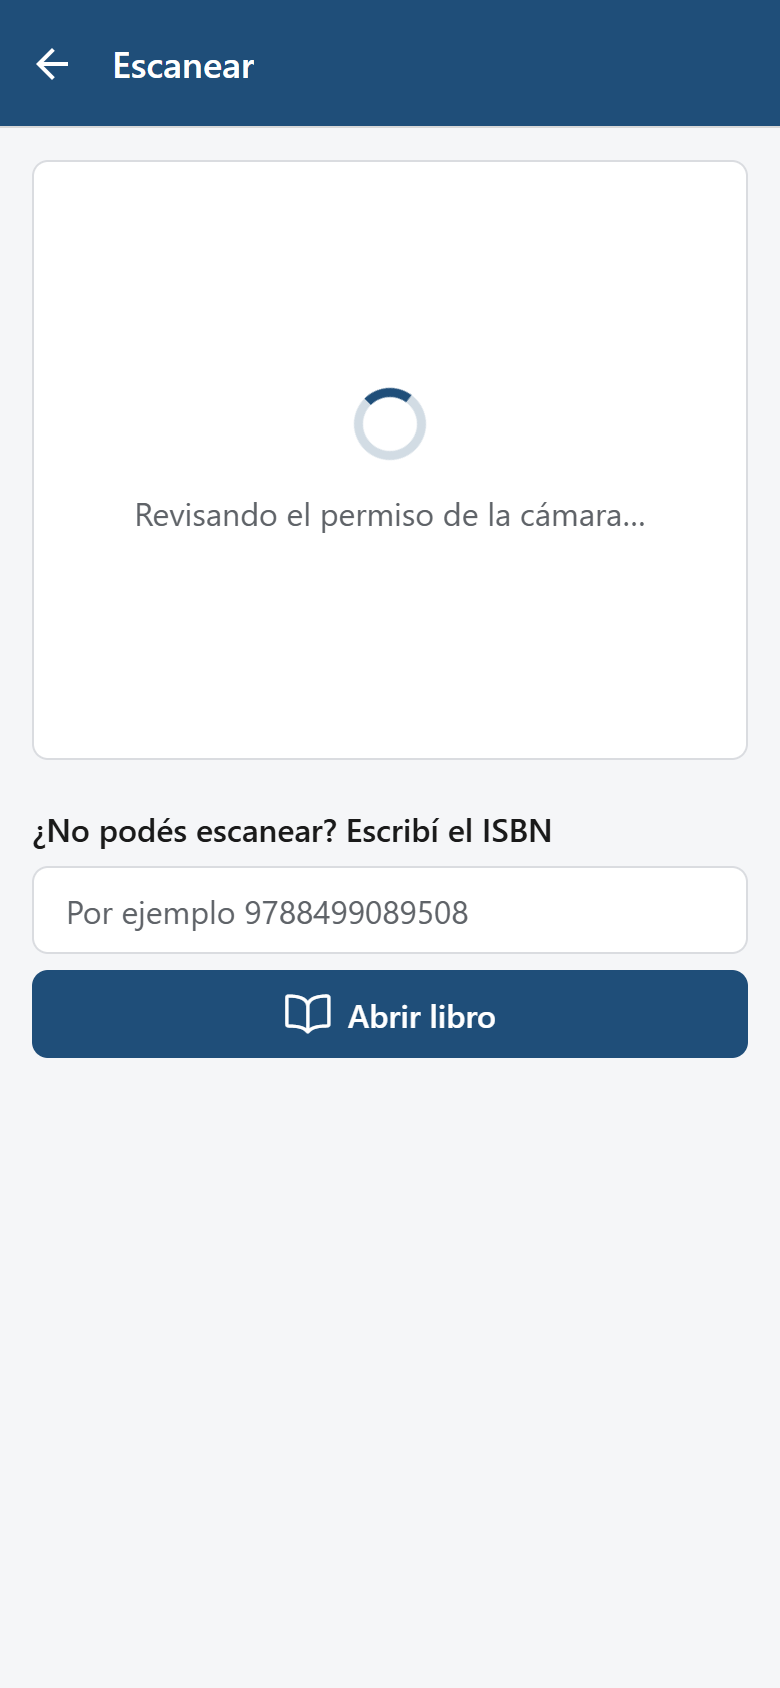 Escanear
Revisando el permiso de la cámara...
¿No podés escanear? Escribí el ISBN
Por ejemplo 9788499089508
Abrir libro